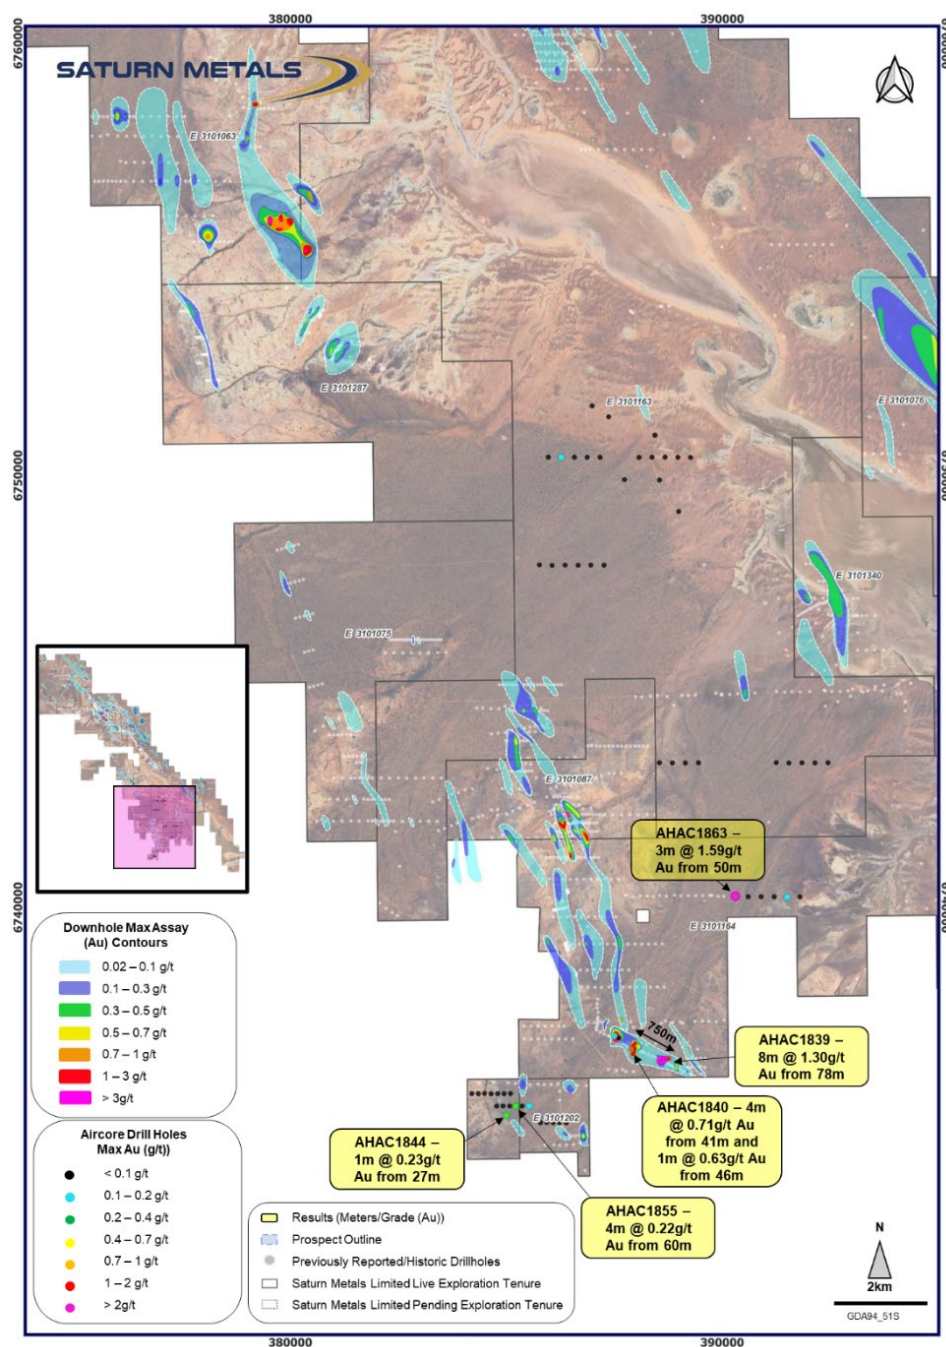 380000
390000
6760000
6760000
SATURN METALS
E 3101063
E 3101287
E 3101163
E 3101076
6750000
6750000
E 3101340
E 3101075
E 3101087
AHAC1863 –
3m @ 1.59g/t
Au from 50m
6740000
6740000
E 3101164
Downhole Max Assay
(Au) Contours
0.02 – 0.1 g/t
0.1 – 0.3 g/t
0.3 – 0.5 g/t
0.5 – 0.7 g/t
0.7 – 1 g/t
1 – 3 g/t
> 3g/t
750m
AHAC1839 –
8m @ 1.30g/t
Au from 78m
E 3101202
AHAC1840 – 4m
@ 0.71g/t Au
from 41m and
1m @ 0.63g/t Au
from 46m
AHAC1844 –
1m @ 0.23g/t
Au from 27m
AHAC1855 –
4m @ 0.22g/t
Au from 60m
Aircore Drill Holes
Max Au (g/t))
< 0.1 g/t
0.1 – 0.2 g/t
0.2 – 0.4 g/t
0.4 – 0.7 g/t
0.7 – 1 g/t
1 – 2 g/t
> 2g/t
Results (Meters/Grade (Au))
Prospect Outline
Previously Reported/Historic Drillholes
Saturn Metals Limited Live Exploration Tenure
Saturn Metals Limited Pending Exploration Tenure
N
2km
GDA94_51S
380000
390000